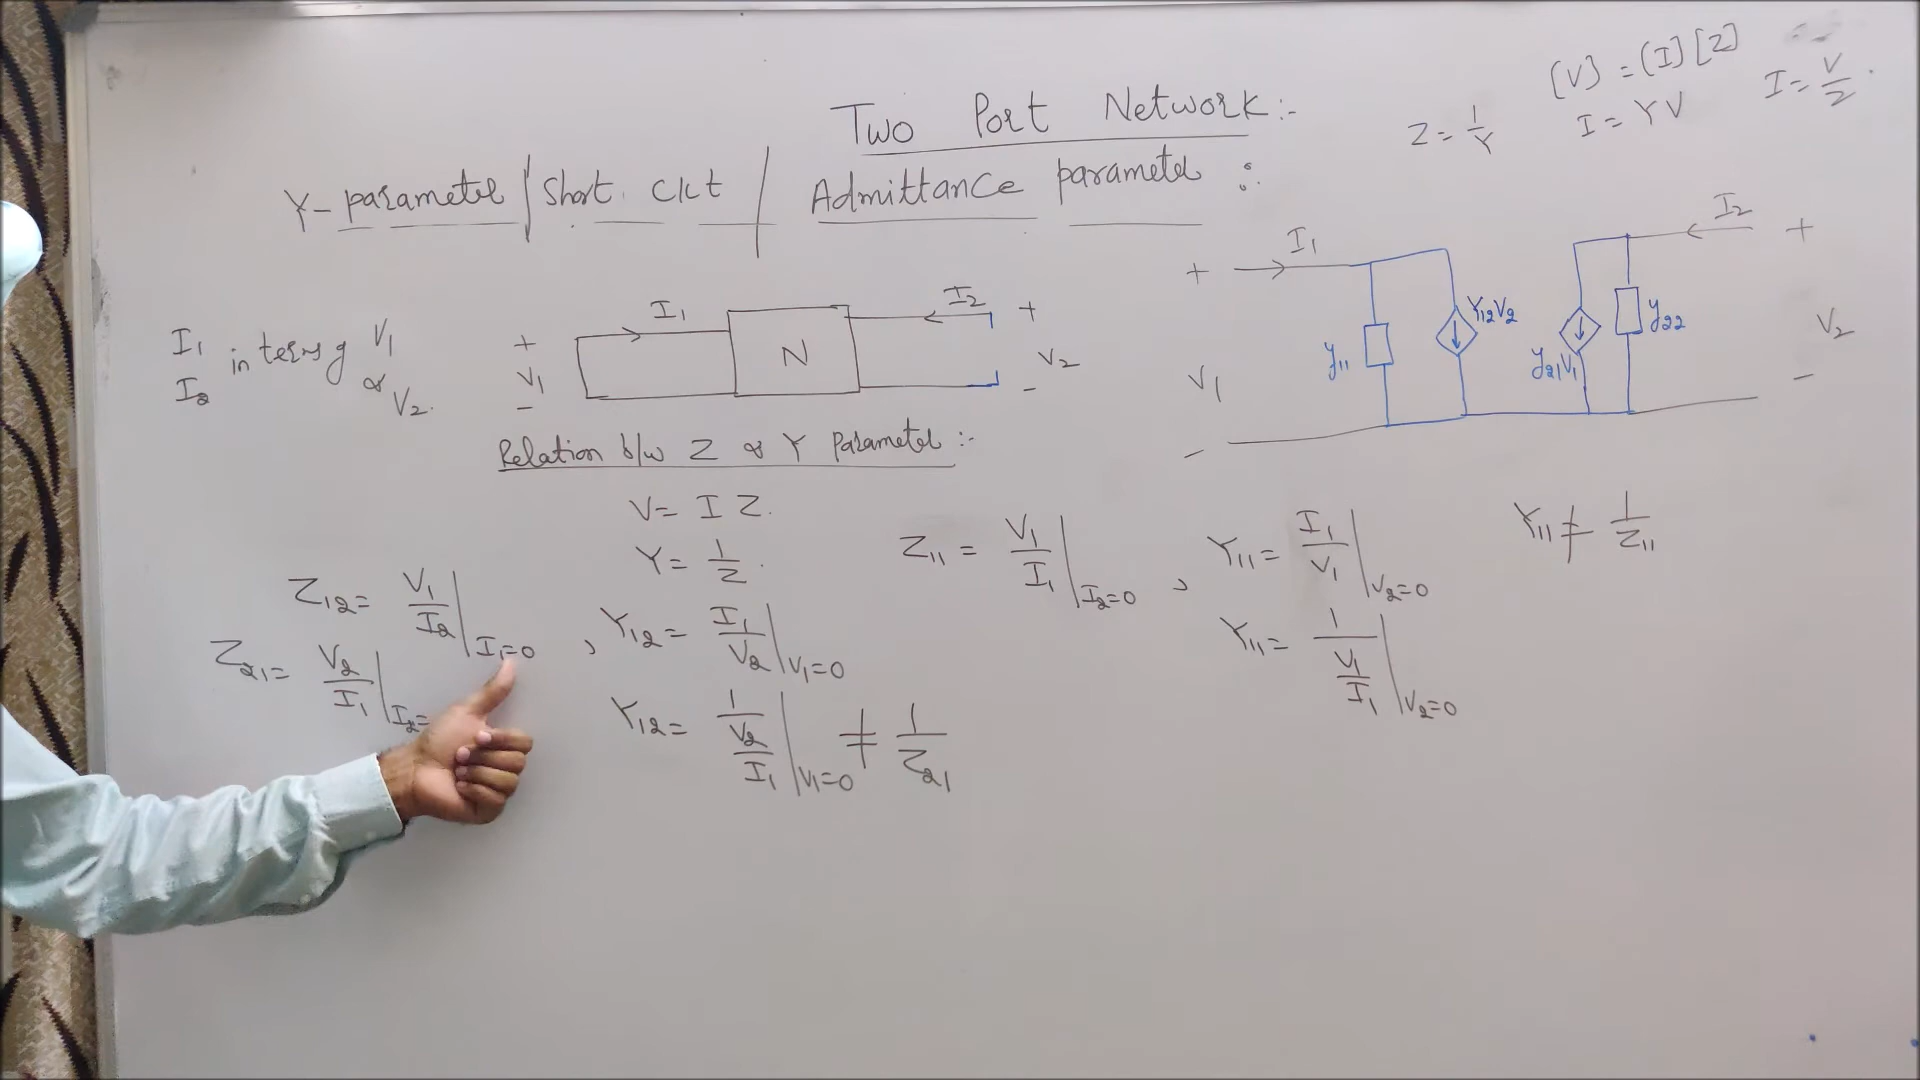 Two Port Network:-
[V] = [I] [Z]
I = V/Z
Z = 1/Y
I = Y V
Y-parameter / Short Ckt / Admittance parameter :
I1
I2
in terms of V1
& V2.
+ V1 -
I1
N
I2
+ V2 -
+ V1 -
I1
y11
Y12V2
y21V1
y22
I2
+ V2 -
Relation b/w Z & Y Parameter :-
V = I Z.
Y = 1/Z.
Z11 = V1/I1 | I2=0 , Y11 = I1/V1 | V2=0
Y11 ≠ 1/Z11
Y11 = 1/(V1/I1) | V2=0
Z12 = V1/I2 | I1=0 , Y12 = I1/V2 | V1=0
Z21 = V2/I1 | I2=
Y12 = 1/(V2/I1) | V1=0 ≠ 1/Z21